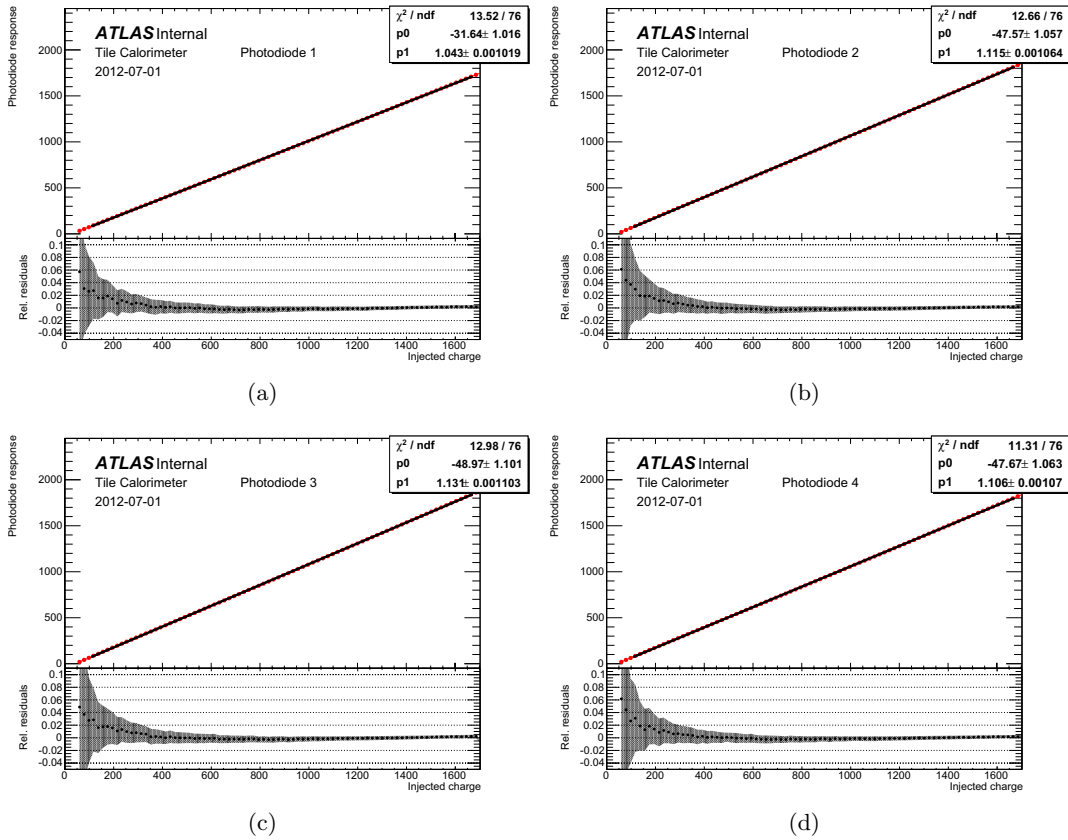 χ² / ndf 13.52 / 76
p0 -31.64± 1.016
p1 1.043± 0.001019
ATLAS Internal
Tile Calorimeter Photodiode 1
2012-07-01
Photodiode response
2000
1500
1000
500
0
Rel. residuals
0.1
0.08
0.06
0.04
0.02
0
-0.02
-0.04
0 200 400 600 800 1000 1200 1400 1600
Injected charge
(a)
χ² / ndf 12.66 / 76
p0 -47.57± 1.057
p1 1.115± 0.001064
ATLAS Internal
Tile Calorimeter Photodiode 2
2012-07-01
Photodiode response
2000
1500
1000
500
0
Rel. residuals
0.1
0.08
0.06
0.04
0.02
0
-0.02
-0.04
0 200 400 600 800 1000 1200 1400 1600
Injected charge
(b)
χ² / ndf 12.98 / 76
p0 -48.97± 1.101
p1 1.131± 0.001103
ATLAS Internal
Tile Calorimeter Photodiode 3
2012-07-01
Photodiode response
2000
1500
1000
500
0
Rel. residuals
0.1
0.08
0.06
0.04
0.02
0
-0.02
-0.04
0 200 400 600 800 1000 1200 1400 1600
Injected charge
(c)
χ² / ndf 11.31 / 76
p0 -47.67± 1.063
p1 1.106± 0.00107
ATLAS Internal
Tile Calorimeter Photodiode 4
2012-07-01
Photodiode response
2000
1500
1000
500
0
Rel. residuals
0.1
0.08
0.06
0.04
0.02
0
-0.02
-0.04
0 200 400 600 800 1000 1200 1400 1600
Injected charge
(d)